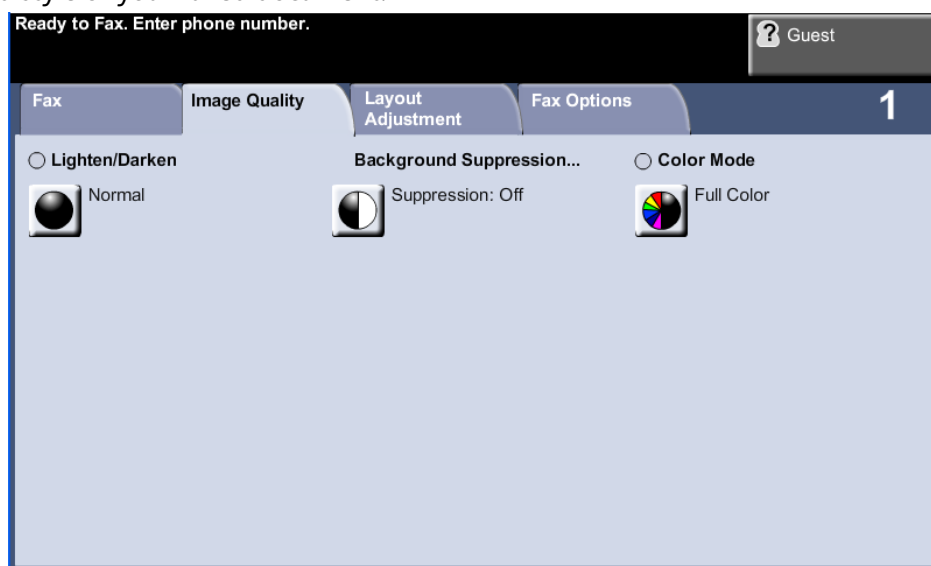 Ready to Fax. Enter phone number.
? Guest
Fax
Image Quality
Layout
Adjustment
Fax Options
1
Lighten/Darken
Normal
Background Suppression...
Suppression: Off
Color Mode
Full Color